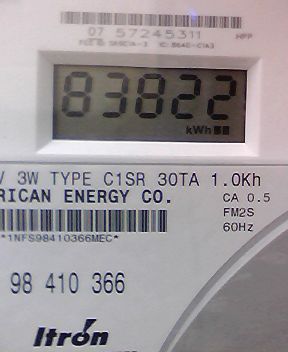 07 57245311
HPP
83822
kWh
V 3W TYPE C1SR 30TA 1.0Kh
RICAN ENERGY CO.
CA 0.5
FM2S
60Hz
*1NFS98410366MEC*
98 410 366
Itron